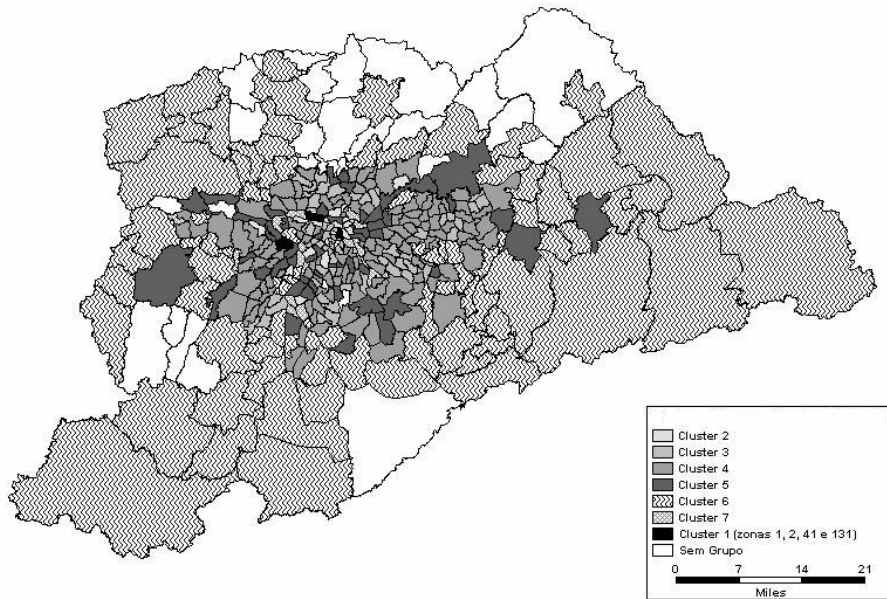 Cluster 2
Cluster 3
Cluster 4
Cluster 5
Cluster 6
Cluster 7
Cluster 1 (zonas 1, 2, 41 e 131)
Sem Grupo
0 7 14 21
Miles